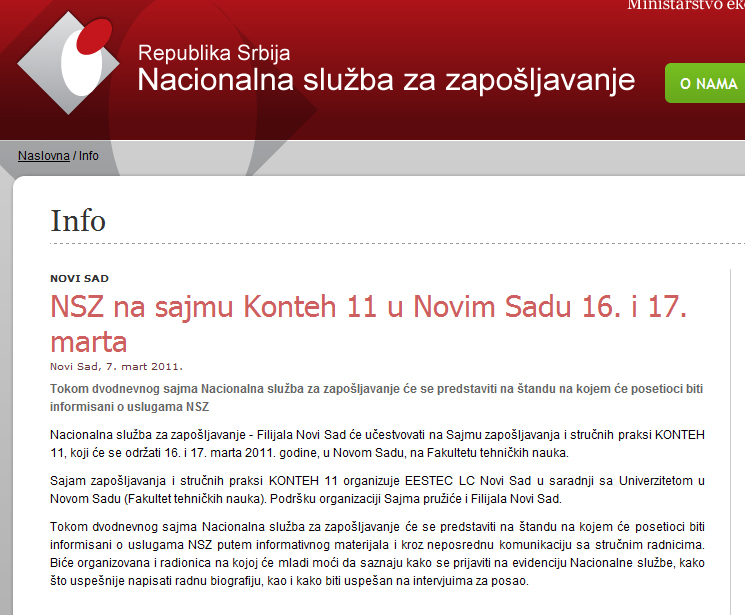 Ministarstvo
Republika Srbija
Nacionalna služba za zapošljavanje
O NAMA
Naslovna / Info
Info
NOVI SAD
NSZ na sajmu Konteh 11 u Novim Sadu 16. i 17.
marta
Novi Sad, 7. mart 2011.
Tokom dvodnevnog sajma Nacionalna služba za zapošljavanje će se predstaviti na štandu na kojem će posetioci biti
informisani o uslugama NSZ
Nacionalna služba za zapošljavanje - Filijala Novi Sad će učestvovati na Sajmu zapošljavanja i stručnih praksi KONTEH
11, koji će se održati 16. i 17. marta 2011. godine, u Novom Sadu, na Fakultetu tehničkih nauka.
Sajam zapošljavanja i stručnih praksi KONTEH 11 organizuje EESTEC LC Novi Sad u saradnji sa Univerzitetom u
Novom Sadu (Fakultet tehničkih nauka). Podršku organizaciji Sajma pružiće i Filijala Novi Sad.
Tokom dvodnevnog sajma Nacionalna služba za zapošljavanje će se predstaviti na štandu na kojem će posetioci biti
informisani o uslugama NSZ putem informativnog materijala i kroz neposrednu komunikaciju sa stručnim radnicima.
Biće organizovana i radionica na kojoj će mladi moći da saznaju kako se prijaviti na evidenciju Nacionalne službe, kako
što uspešnije napisati radnu biografiju, kao i kako biti uspešan na intervjuima za posao.